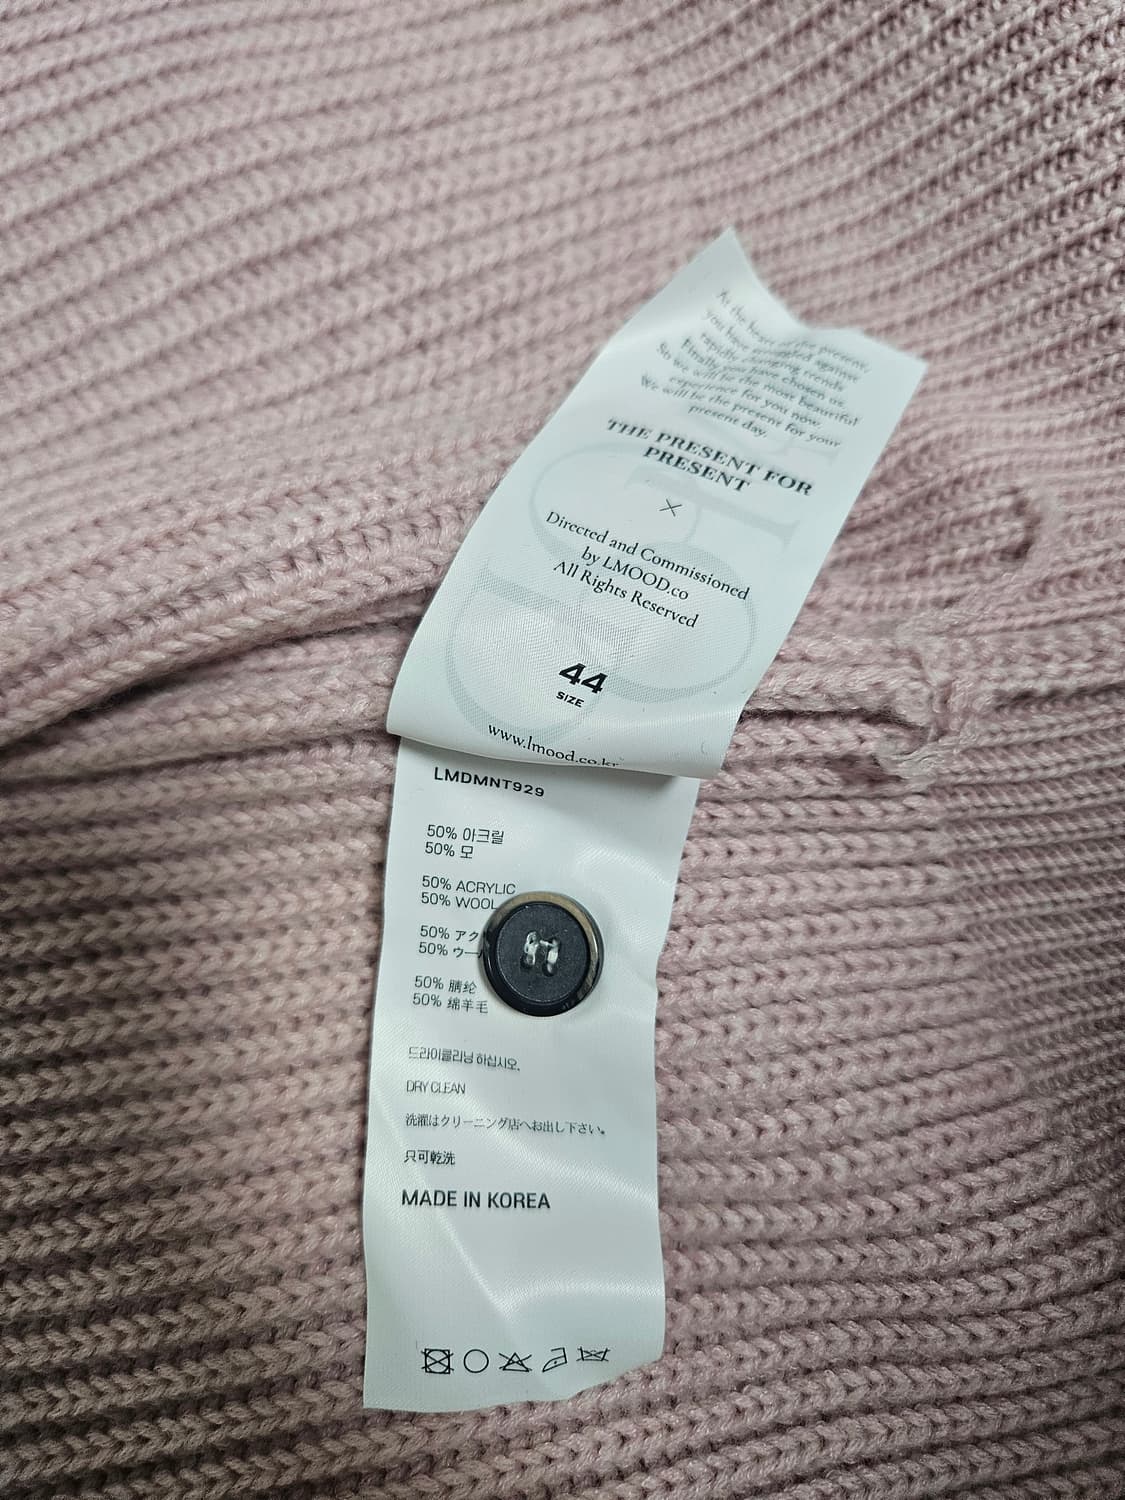 At the heart of the present,
you have
rapidly changing trends
Finally, you have chosen us.
So we will be the most beautiful
experience for you now.
We will be the present for your
present day.
THE PRESENT FOR
PRESENT
Directed and Commissioned
by LMOOD.co
All Rights Reserved
44
SIZE
www.lmood.co.kr
LMDMNT929
50% 아크릴
50% 모
50% ACRYLIC
50% WOOL
50% アク
50% ウー
50% 腈纶
50% 绵羊毛
드라이클리닝 하십시오.
DRY CLEAN
洗濯はクリーニング店へお出し下さい。
只可乾洗
MADE IN KOREA